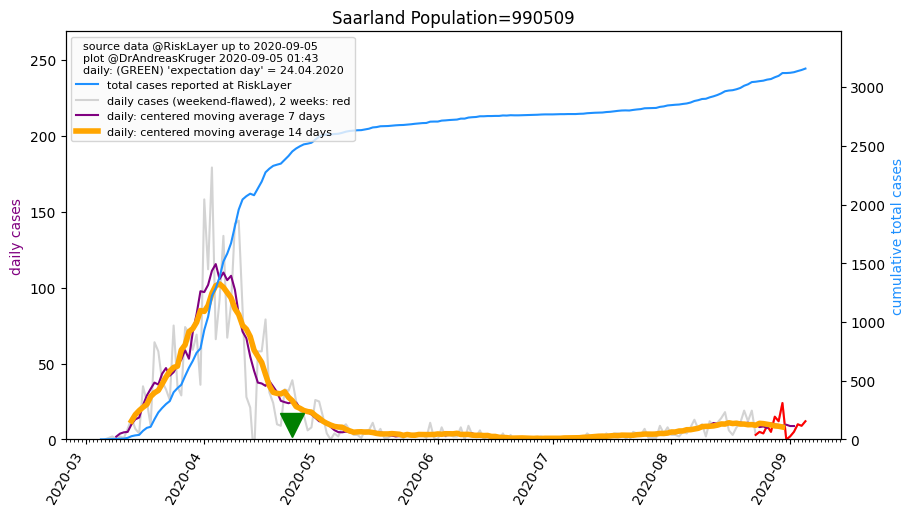 Saarland Population=990509
source data @RiskLayer up to 2020-09-05
plot @DrAndreasKruger 2020-09-05 01:43
daily: (GREEN) 'expectation day' = 24.04.2020
total cases reported at RiskLayer
daily cases (weekend-flawed), 2 weeks: red
daily: centered moving average 7 days
daily: centered moving average 14 days
daily cases
250
200
150
100
50
0
cumulative total cases
3000
2500
2000
1500
1000
500
0
2020-03
2020-04
2020-05
2020-06
2020-07
2020-08
2020-09